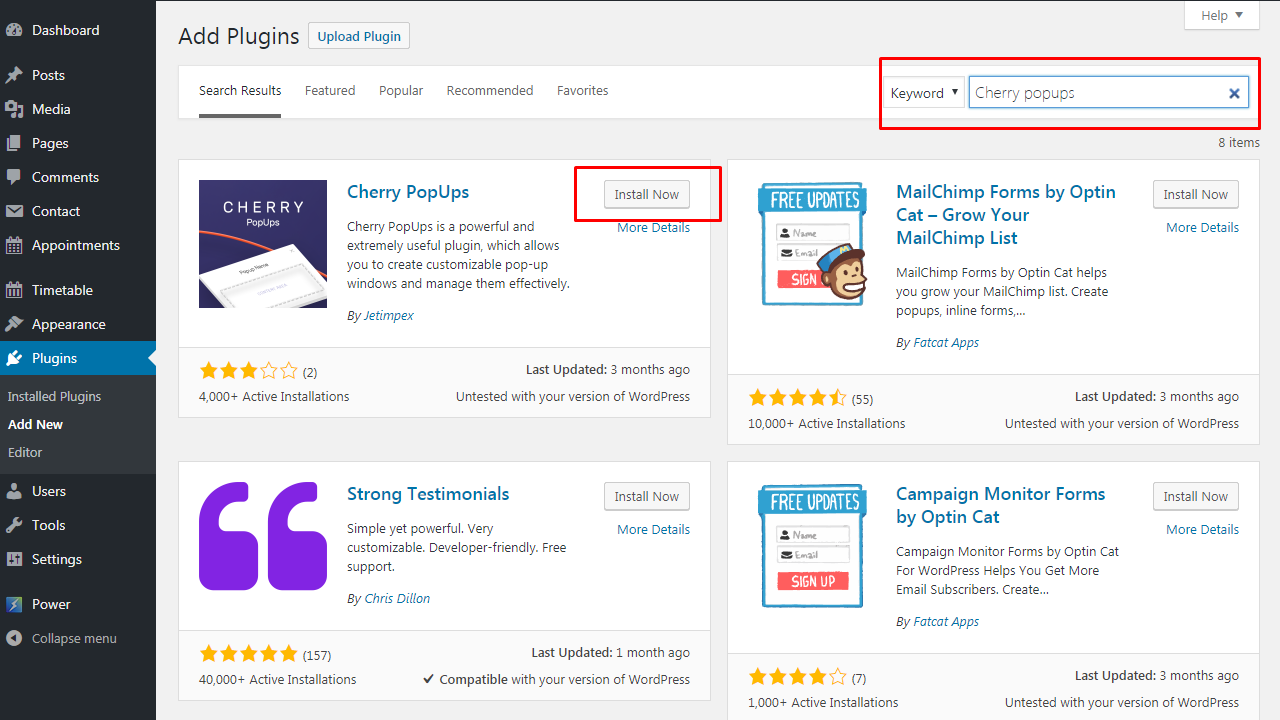 Help ▼
Dashboard
Posts
Media
Pages
Comments
Contact
Appointments
Timetable
Appearance
Plugins
Installed Plugins
Add New
Editor
Users
Tools
Settings
Power
Collapse menu
Add Plugins Upload Plugin
Search Results Featured Popular Recommended Favorites
Keyword ▼ Cherry popups ✕
8 items
CHERRY
PopUps
Popup Name
Cherry PopUps
Install Now
More Details
Cherry PopUps is a powerful and
extremely useful plugin, which allows
you to create customizable pop-up
windows and manage them effectively.
By Jetimpex
(2)
4,000+ Active Installations
Last Updated: 3 months ago
Untested with your version of WordPress
FREE UPDATES
Name
Email
SIGN
MailChimp Forms by Optin
Cat – Grow Your
MailChimp List
Install Now
More Details
MailChimp Forms by Optin Cat helps
you grow your MailChimp list. Create
popups, inline forms,...
By Fatcat Apps
(55)
10,000+ Active Installations
Last Updated: 3 months ago
Untested with your version of WordPress
Strong Testimonials
Install Now
More Details
Simple yet powerful. Very
customizable. Developer-friendly. Free
support.
By Chris Dillon
(157)
40,000+ Active Installations
Last Updated: 1 month ago
✓ Compatible with your version of WordPress
FREE UPDATES
Name
Email
SIGN UP
Campaign Monitor Forms
by Optin Cat
Install Now
More Details
Campaign Monitor Forms by Optin Cat
For WordPress Helps You Get More
Email Subscribers. Create...
By Fatcat Apps
(7)
1,000+ Active Installations
Last Updated: 3 months ago
Untested with your version of WordPress